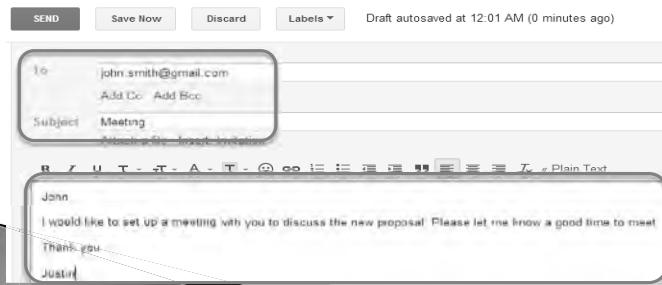 SEND Save Now Discard Labels Draft autosaved at 12:01 AM (0 minutes ago)
To john.smith@gmail.com
Add Cc Add Bcc
Subject Meeting
B I U T T A T « Plain Text
John
I would like to set up a meeting with you to discuss the new proposal. Please let me know a good time to meet
Thank you
Justin